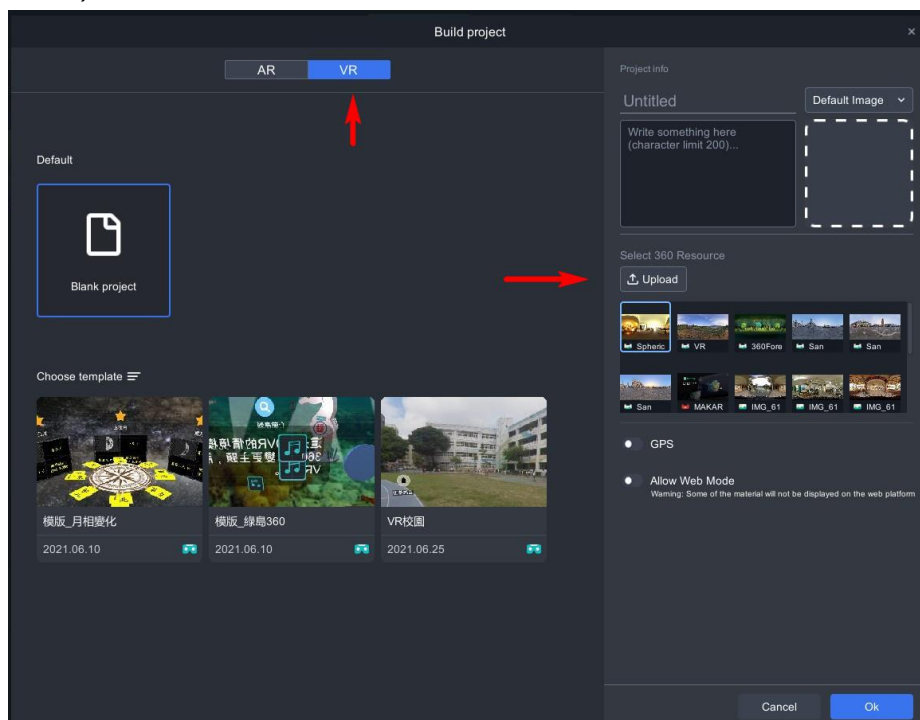 Build project
AR
VR
Default
Blank project
Choose template
模版_月相變化
2021.06.10
模版_綠島360
2021.06.10
VR校園
2021.06.25
Project info
Untitled
Default Image
Write something here
(character limit 200)...
Select 360 Resource
Upload
Spheric
VR
360Fore
San
San
San
MAKAR
IMG_61
IMG_61
IMG_61
GPS
Allow Web Mode
Warning: Some of the material will not be displayed on the web platform
Cancel
Ok